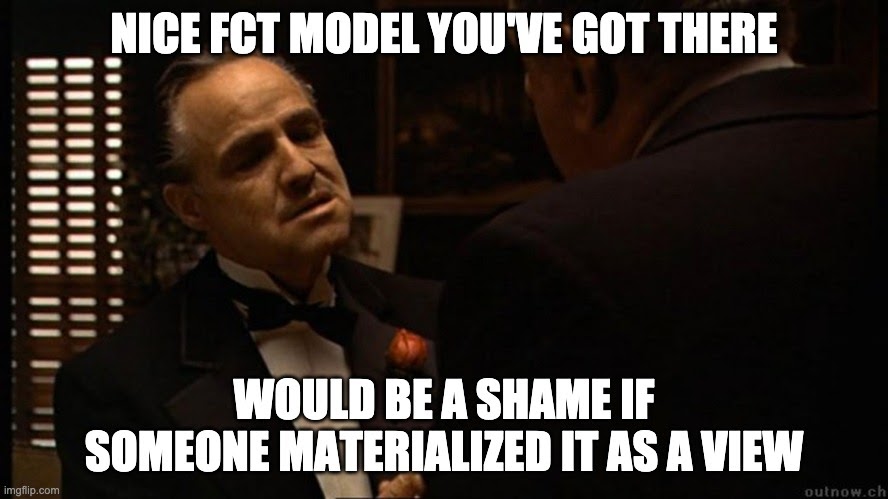 NICE FCT MODEL YOU'VE GOT THERE
WOULD BE A SHAME IF
SOMEONE MATERIALIZED IT AS A VIEW
imgflip.com
outnow.ch